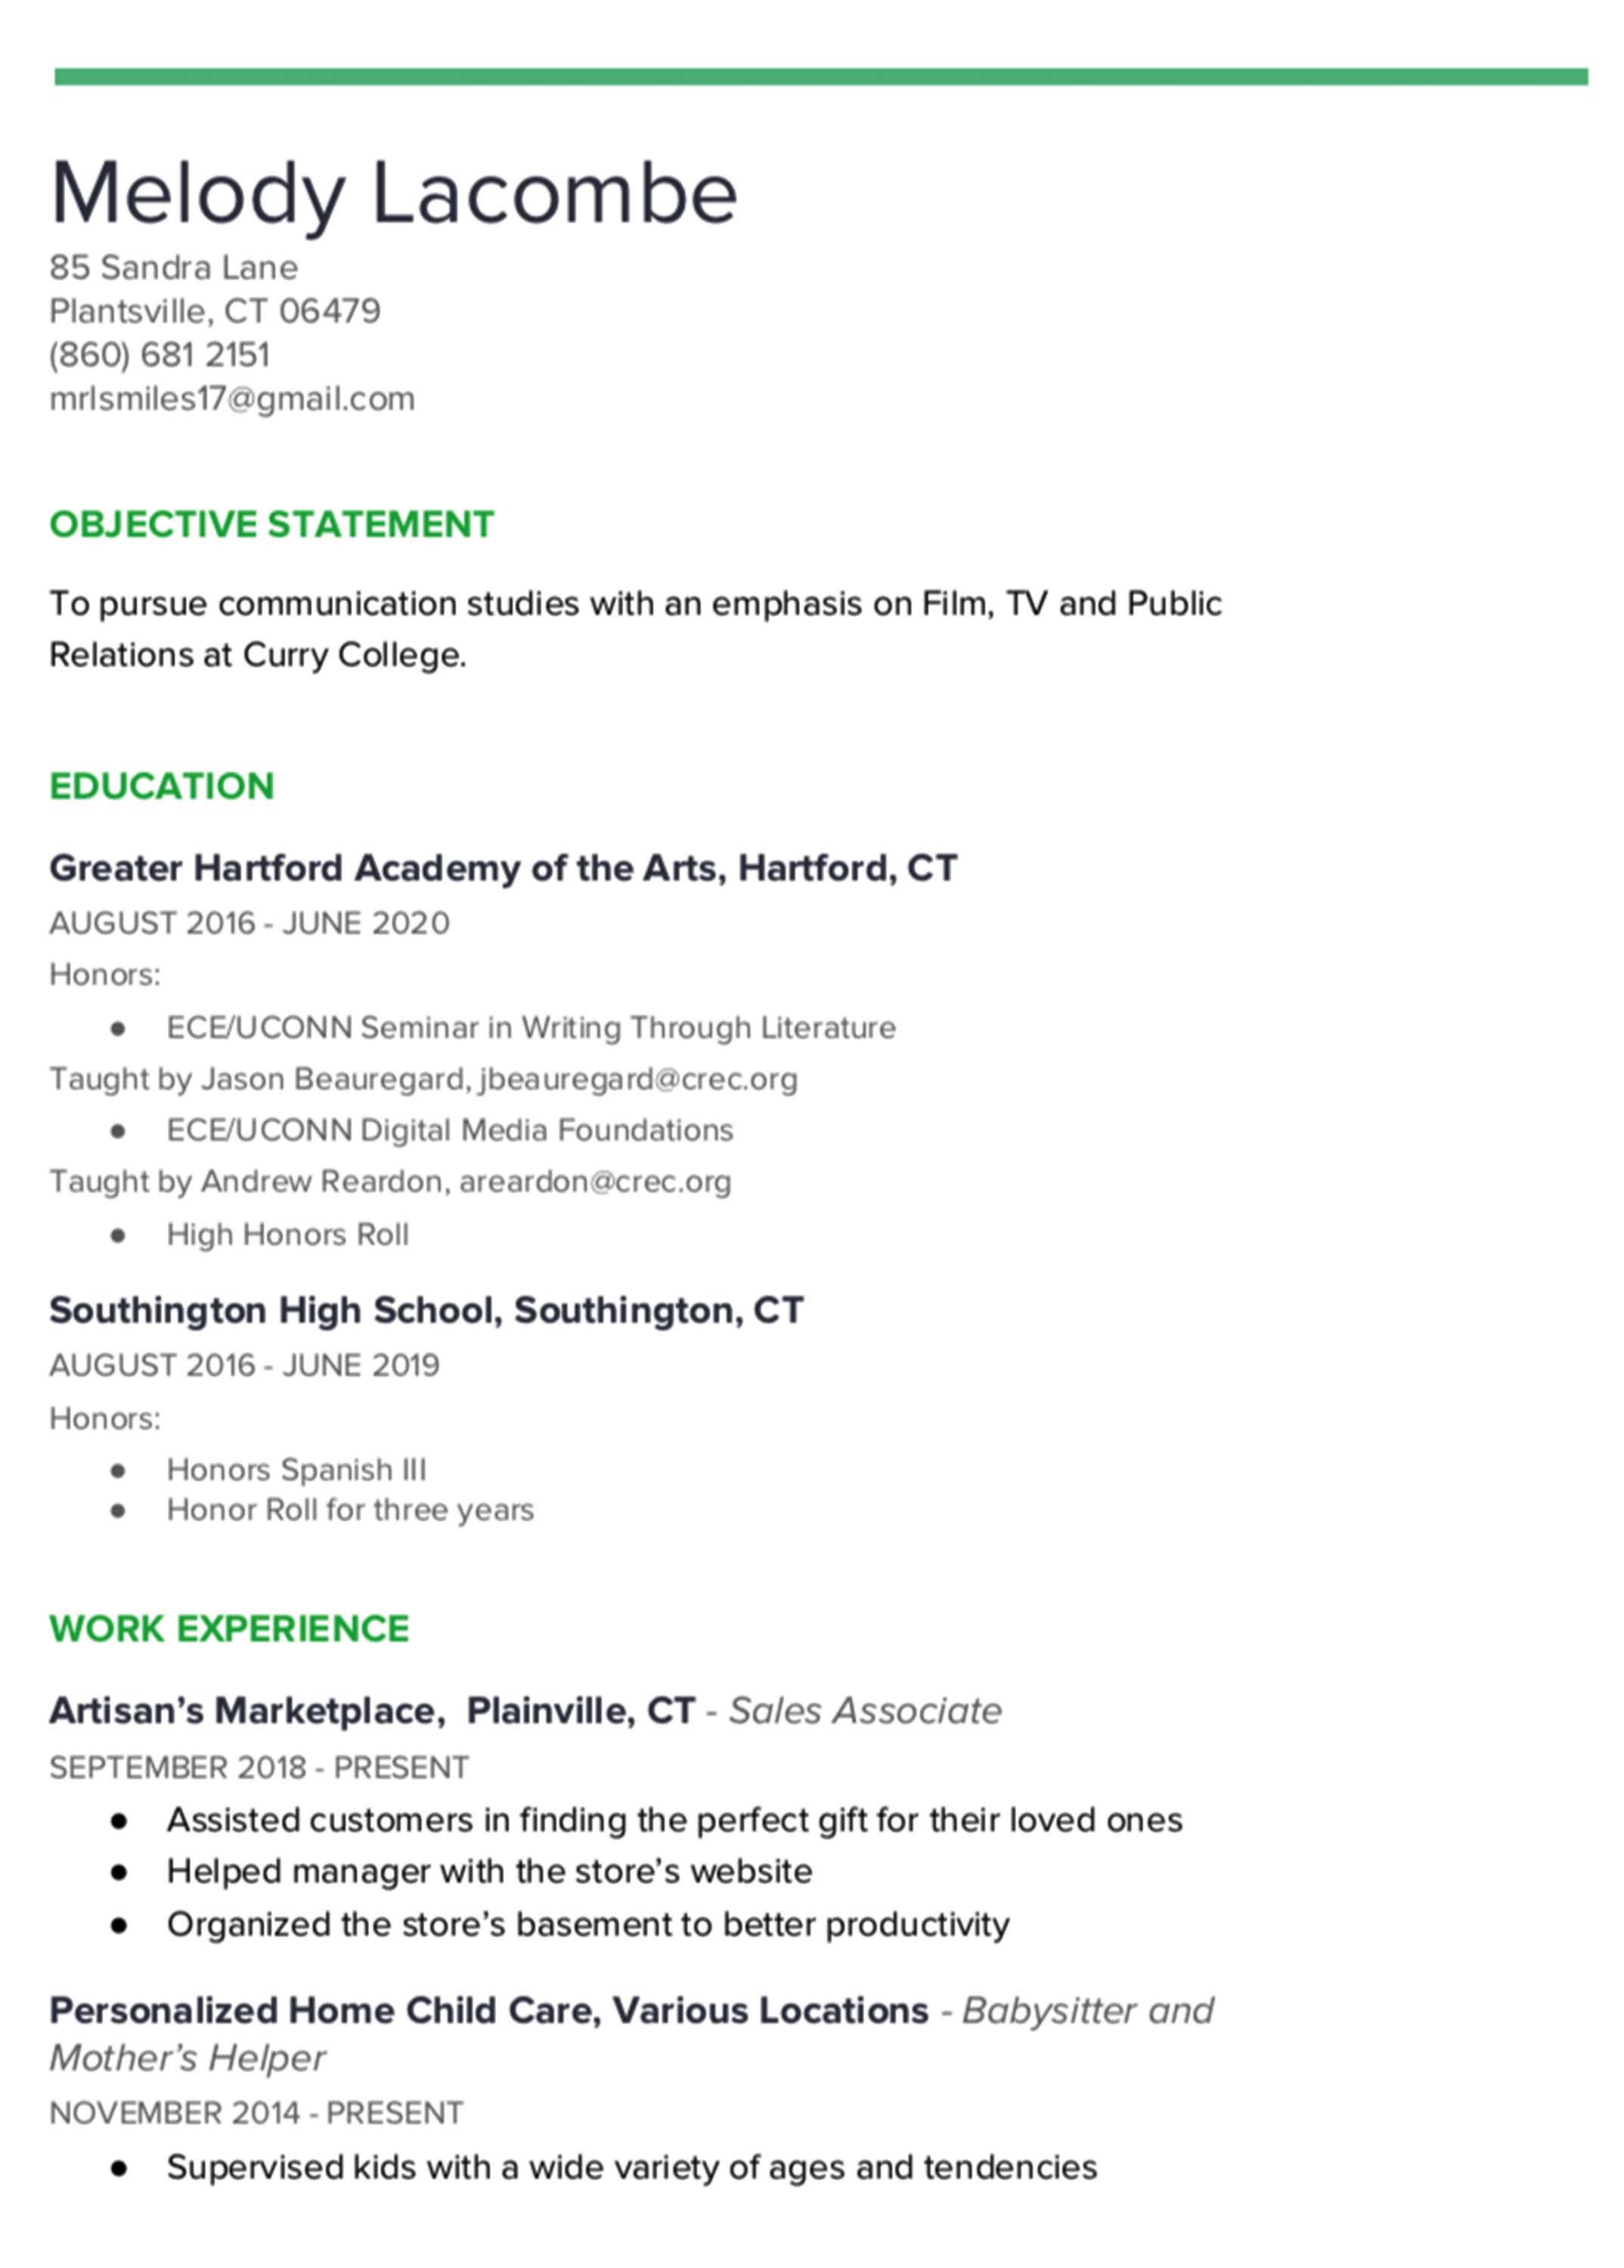 Melody Lacombe
85 Sandra Lane
Plantsville, CT 06479
(860) 681 2151
mrlsmiles17@gmail.com
OBJECTIVE STATEMENT
To pursue communication studies with an emphasis on Film, TV and Public
Relations at Curry College.
EDUCATION
Greater Hartford Academy of the Arts, Hartford, CT
AUGUST 2016 - JUNE 2020
Honors:
● ECE/UCONN Seminar in Writing Through Literature
Taught by Jason Beauregard, jbeauregard@crec.org
● ECE/UCONN Digital Media Foundations
Taught by Andrew Reardon, areardon@crec.org
● High Honors Roll
Southington High School, Southington, CT
AUGUST 2016 - JUNE 2019
Honors:
● Honors Spanish III
● Honor Roll for three years
WORK EXPERIENCE
Artisan’s Marketplace,  Plainville, CT - Sales Associate
SEPTEMBER 2018 - PRESENT
● Assisted customers in finding the perfect gift for their loved ones
● Helped manager with the store’s website
● Organized the store’s basement to better productivity
Personalized Home Child Care, Various Locations - Babysitter and
Mother’s Helper
NOVEMBER 2014 - PRESENT
● Supervised kids with a wide variety of ages and tendencies